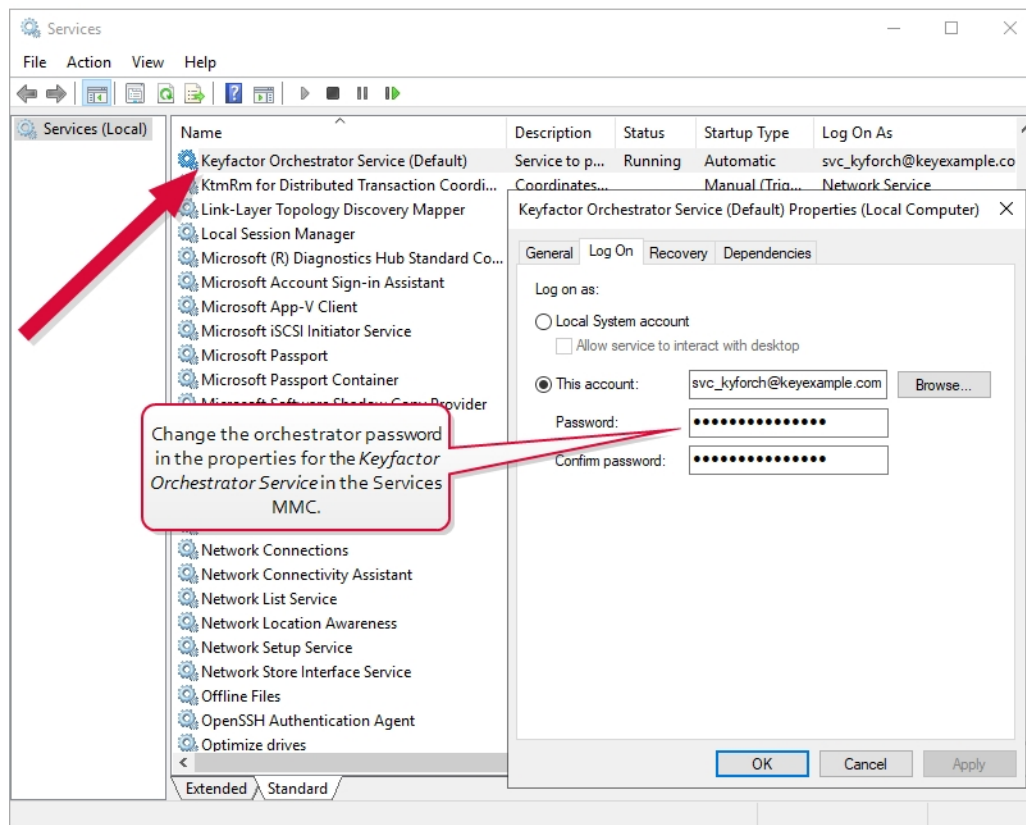 Services
File Action View Help
Services (Local)
Name Description Status Startup Type Log On As
Keyfactor Orchestrator Service (Default) Service to p... Running Automatic svc_kyforch@keyexample.co
KtmRm for Distributed Transaction Coordi... Coordinates... Manual (Trig... Network Service
Link-Layer Topology Discovery Mapper
Local Session Manager
Microsoft (R) Diagnostics Hub Standard Co...
Microsoft Account Sign-in Assistant
Microsoft App-V Client
Microsoft iSCSI Initiator Service
Microsoft Passport
Microsoft Passport Container
Microsoft Software Shadow Copy Provider
Network Connections
Network Connectivity Assistant
Network List Service
Network Location Awareness
Network Setup Service
Network Store Interface Service
Offline Files
OpenSSH Authentication Agent
Optimize drives
Extended Standard
Change the orchestrator password
in the properties for the Keyfactor
Orchestrator Service in the Services
MMC.
Keyfactor Orchestrator Service (Default) Properties (Local Computer)
General Log On Recovery Dependencies
Log on as:
Local System account
Allow service to interact with desktop
This account: svc_kyforch@keyexample.com Browse...
Password: •••••••••••••••
Confirm password: •••••••••••••••
OK Cancel Apply